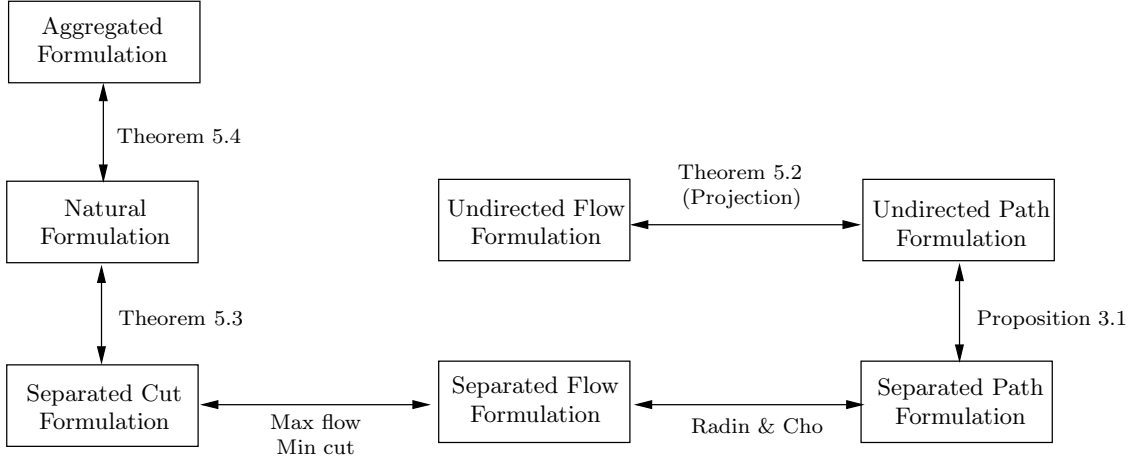 Aggregated
Formulation
Theorem 5.4
Natural
Formulation
Undirected Flow
Formulation
Theorem 5.2
(Projection)
Undirected Path
Formulation
Theorem 5.3
Proposition 3.1
Separated Cut
Formulation
Max flow
Min cut
Separated Flow
Formulation
Radin & Cho
Separated Path
Formulation